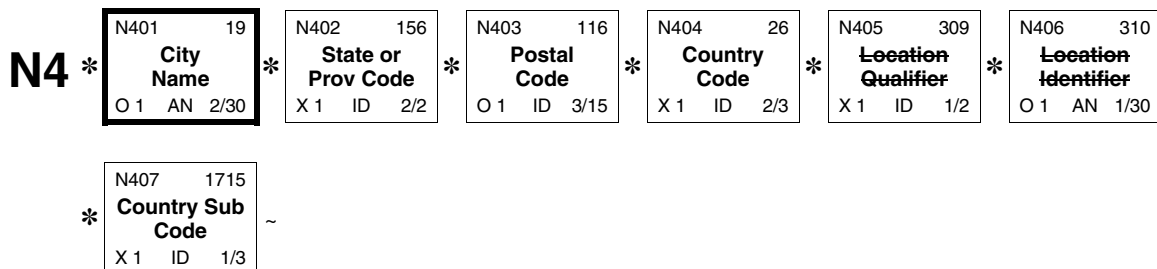 N4 * N401 19 * N402 156 * N403 116 * N404 26 * N405 309 * N406 310
City State or Postal Country Location Location
Name Prov Code Code Code Qualifier Identifier
O 1 AN 2/30 X 1 ID 2/2 O 1 ID 3/15 X 1 ID 2/3 X 1 ID 1/2 O 1 AN 1/30
* N407 1715
Country Sub
Code ~
X 1 ID 1/3